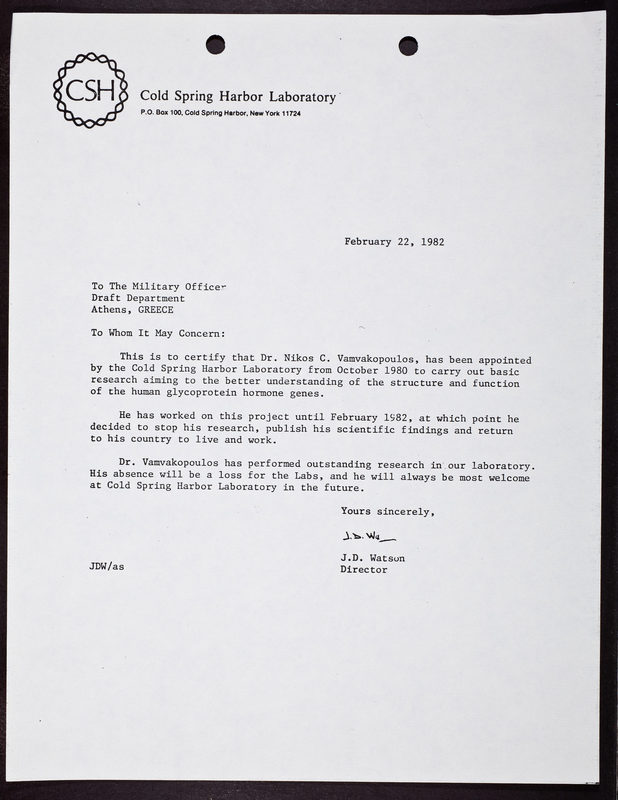 CSH
Cold Spring Harbor Laboratory
P.O. Box 100, Cold Spring Harbor, New York 11724
February 22, 1982
To The Military Officer
Draft Department
Athens, GREECE
To Whom It May Concern:
This is to certify that Dr. Nikos C. Vamvakopoulos, has been appointed
by the Cold Spring Harbor Laboratory from October 1980 to carry out basic
research aiming to the better understanding of the structure and function
of the human glycoprotein hormone genes.
He has worked on this project until February 1982, at which point he
decided to stop his research, publish his scientific findings and return
to his country to live and work.
Dr. Vamvakopoulos has performed outstanding research in our laboratory.
His absence will be a loss for the Labs, and he will always be most welcome
at Cold Spring Harbor Laboratory in the future.
Yours sincerely,
J.D. W
J.D. Watson
Director
JDW/as